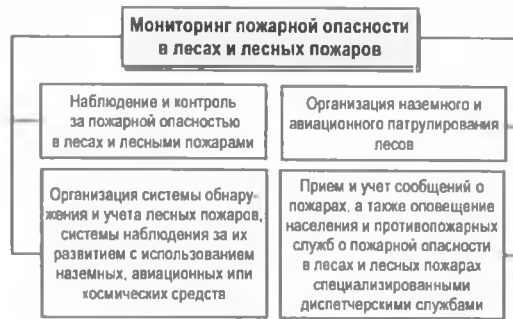 Мониторинг пожарной опасности
в лесах и лесных пожаров
Наблюдение и контроль
за пожарной опасностью
в лесах и лесными пожарами
Организация наземного и
авиационного патрулирования
лесов
Организация системы обнару-
жения и учета лесных пожаров,
системы наблюдения за их
развитием с использованием
наземных, авиационных или
космических средств
Прием и учет сообщений о
пожарах, а также оповещение
населения и противопожарных
служб о пожарной опасности
в лесах и лесных пожарах
специализированными
диспетчерскими службами